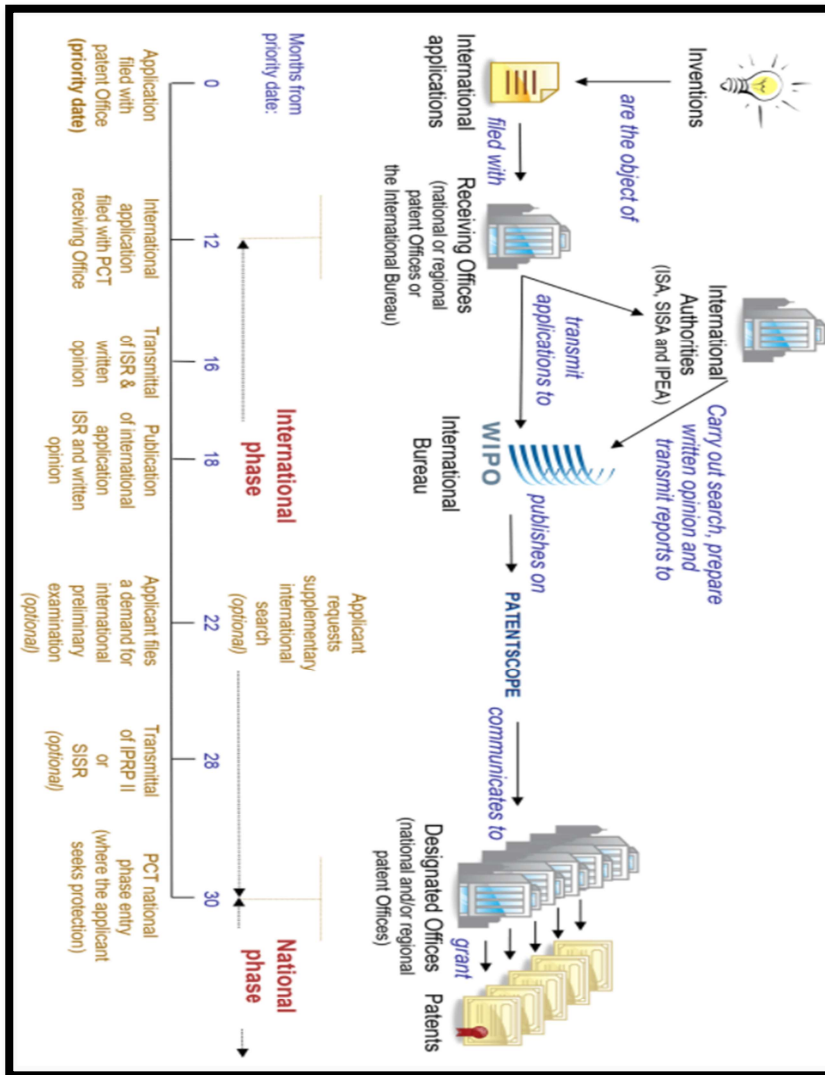 Inventions
are the object of
International
applications
filed with
Receiving Offices
(national or regional
patent Offices or
the International Bureau)
transmit
applications to
International
Authorities
(ISA, SISA and IPEA)
Carry out search, prepare
written opinion and
transmit reports to
WIPO
International
Bureau
publishes on
PATENTSCOPE
communicates to
Designated Offices
(national and/or regional
patent Offices)
grant
Patents
International
phase
Applicant
requests
supplementary
international
search
(optional)
National
phase
Months from
priority date:
0
12
16
18
22
28
30
Application
filed with
patent Office
(priority date)
International
application
filed with PCT
receiving Office
Transmittal
of ISR &
written
opinion
Publication
of international
application
ISR and written
opinion
Applicant files
a demand for
international
preliminary
examination
(optional)
Transmittal
of IPRP II
or
SISR
(optional)
PCT national
phase entry
(where the applicant
seeks protection)